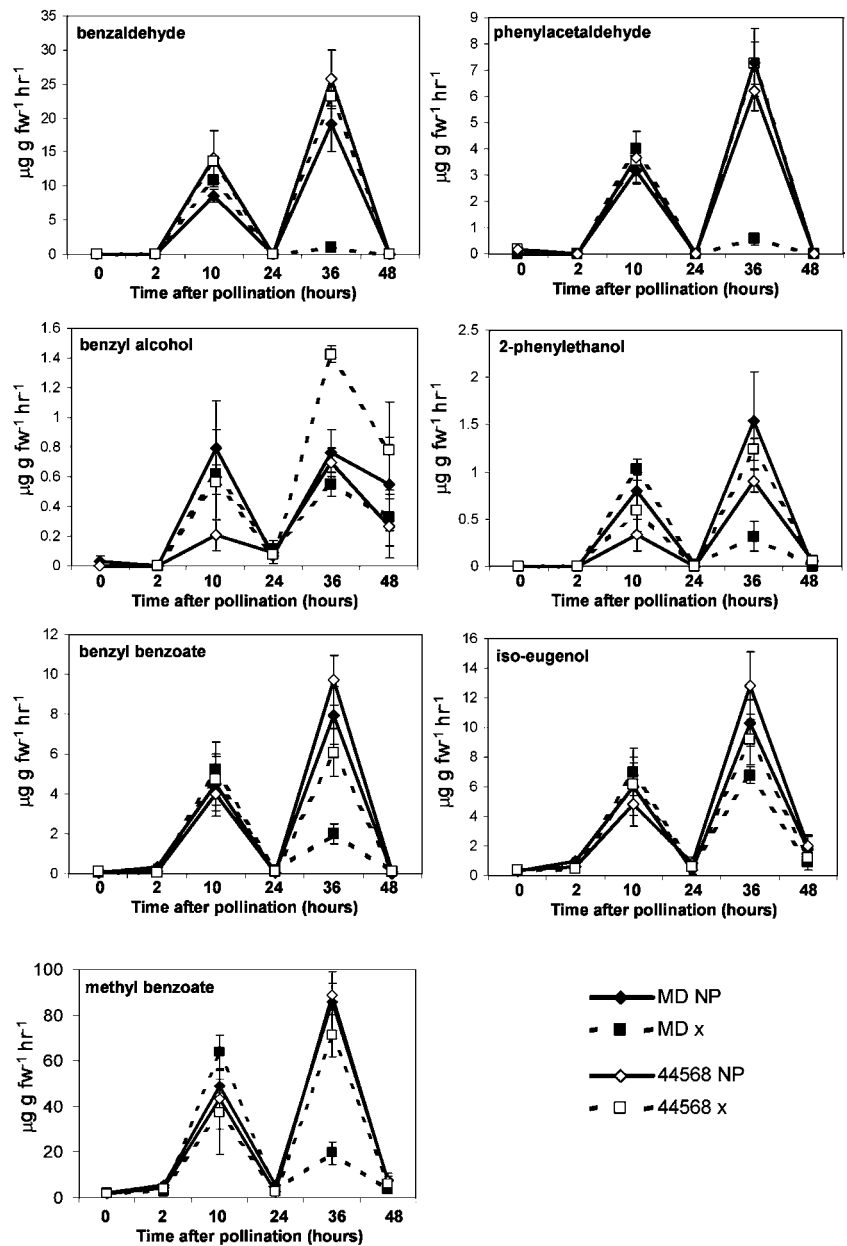 benzaldehyde
35
30
25
20
15
10
5
0
µg g fw-1 hr-1
0 2 10 24 36 48
Time after pollination (hours)
phenylacetaldehyde
9
8
7
6
5
4
3
2
1
0
µg g fw-1 hr-1
0 2 10 24 36 48
Time after pollination (hours)
benzyl alcohol
1.6
1.4
1.2
1
0.8
0.6
0.4
0.2
0
µg g fw-1 hr-1
0 2 10 24 36 48
Time after pollination (hours)
2-phenylethanol
2.5
2
1.5
1
0.5
0
µg g fw-1 hr-1
0 2 10 24 36 48
Time after pollination (hours)
benzyl benzoate
12
10
8
6
4
2
0
µg g fw-1 hr-1
0 2 10 24 36 48
Time after pollination (hours)
iso-eugenol
16
14
12
10
8
6
4
2
0
µg g fw-1 hr-1
0 2 10 24 36 48
Time after pollination (hours)
methyl benzoate
100
80
60
40
20
0
µg g fw-1 hr-1
0 2 10 24 36 48
Time after pollination (hours)
MD NP
MD x
44568 NP
44568 x